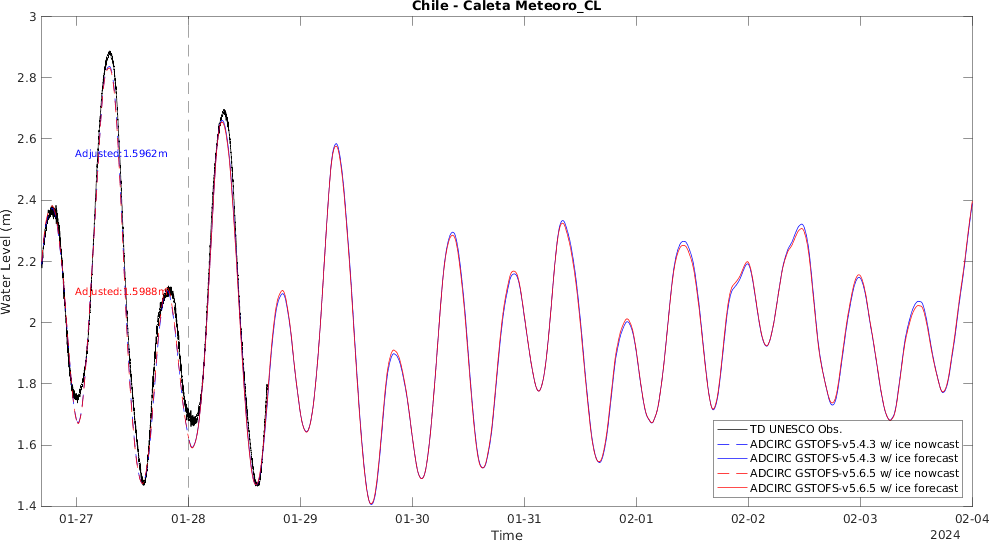 Chile - Caleta Meteoro_CL
3
2.8
2.6
2.4
2.2
2
1.8
1.6
1.4
Water Level (m)
Adjusted:1.5962m
Adjusted:1.5988m
TD UNESCO Obs.
ADCIRC GSTOFS-v5.4.3 w/ ice nowcast
ADCIRC GSTOFS-v5.4.3 w/ ice forecast
ADCIRC GSTOFS-v5.6.5 w/ ice nowcast
ADCIRC GSTOFS-v5.6.5 w/ ice forecast
01-27 01-28 01-29 01-30 01-31 02-01 02-02 02-03 02-04
Time
2024